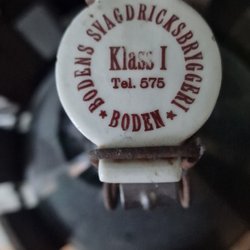 BODENS SVAGDRICKSBRYGGERI
Klass I
Tel. 575
* BODEN *